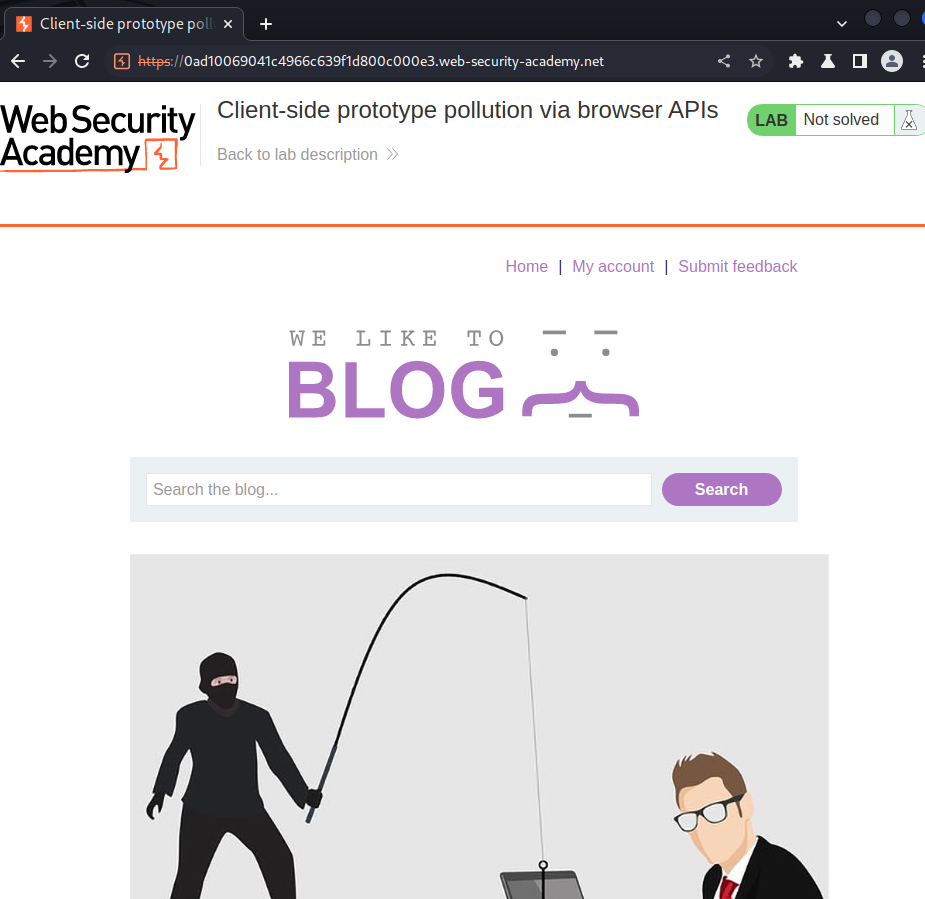 Client-side prototype poll
https://0ad10069041c4966c639f1d800c000e3.web-security-academy.net
Web Security
Academy
Client-side prototype pollution via browser APIs
Back to lab description
LAB Not solved
Home | My account | Submit feedback
WE LIKE TO
BLOG
Search the blog...
Search